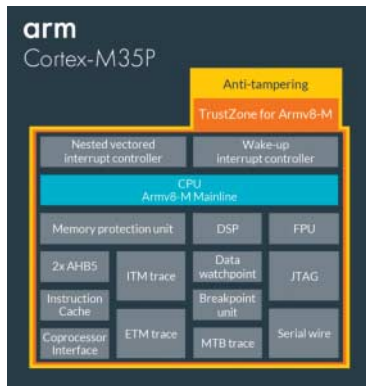 arm
Cortex-M35P
Anti-tampering
TrustZone for Armv8-M
Nested vectored
interrupt controller
Wake-up
interrupt controller
CPU
Armv8-M Mainline
Memory protection unit
DSP
FPU
2x AHB5
ITM trace
Data
watchpoint
JTAG
Instruction
Cache
Breakpoint
unit
Coprocessor
Interface
ETM trace
MTB trace
Serial wire